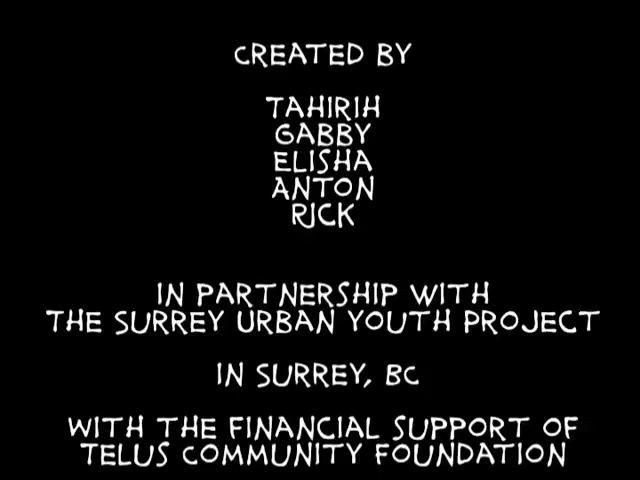 CREATED BY
TAHIRIH
GABBY
ELISHA
ANTON
RICK
IN PARTNERSHIP WITH
THE SURREY URBAN YOUTH PROJECT
IN SURREY, BC
WITH THE FINANCIAL SUPPORT OF
TELUS COMMUNITY FOUNDATION